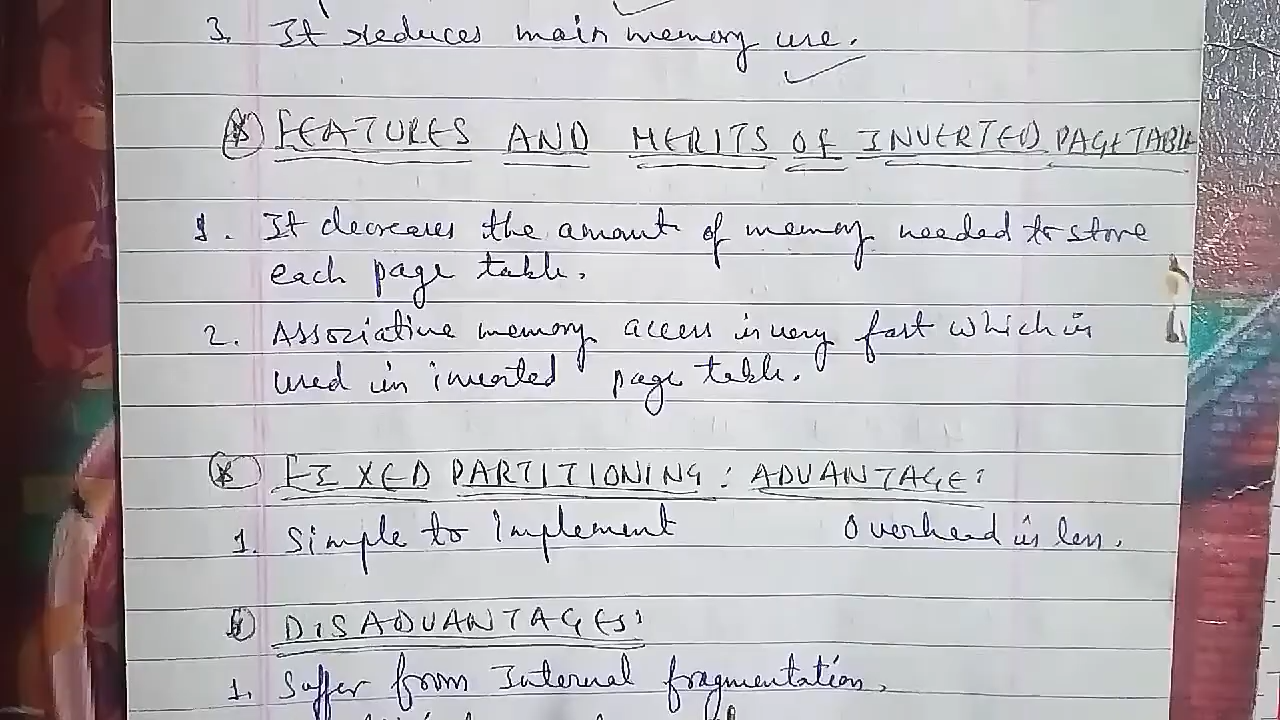 3. It reduces main memory use.
FEATURES AND MERITS OF INVERTED PAGE TABLE
1. It decreases the amount of memory needed to store
each page table.
2. Associative memory access is very fast which is
used in inverted page table.
FIXED PARTITIONING: ADVANTAGE:
1. Simple to Implement Overhead is less.
DISADVANTAGES:
1. Suffer from Internal fragmentation.